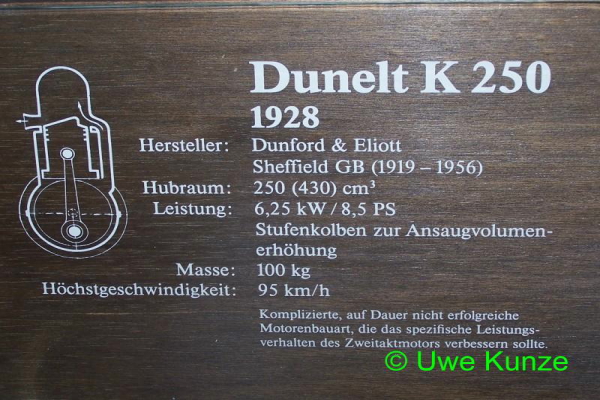 Dunelt K 250
1928
Hersteller: Dunford & Eliott
Sheffield GB (1919 – 1956)
Hubraum: 250 (430) cm³
Leistung: 6,25 kW / 8,5 PS
Stufenkolben zur Ansaugvolumen-
erhöhung
Masse: 100 kg
Höchstgeschwindigkeit: 95 km/h
Komplizierte, auf Dauer nicht erfolgreiche
Motorenbauart, die das spezifische Leistungs-
verhalten des Zweitaktmotors verbessern sollte.
© Uwe Kunze